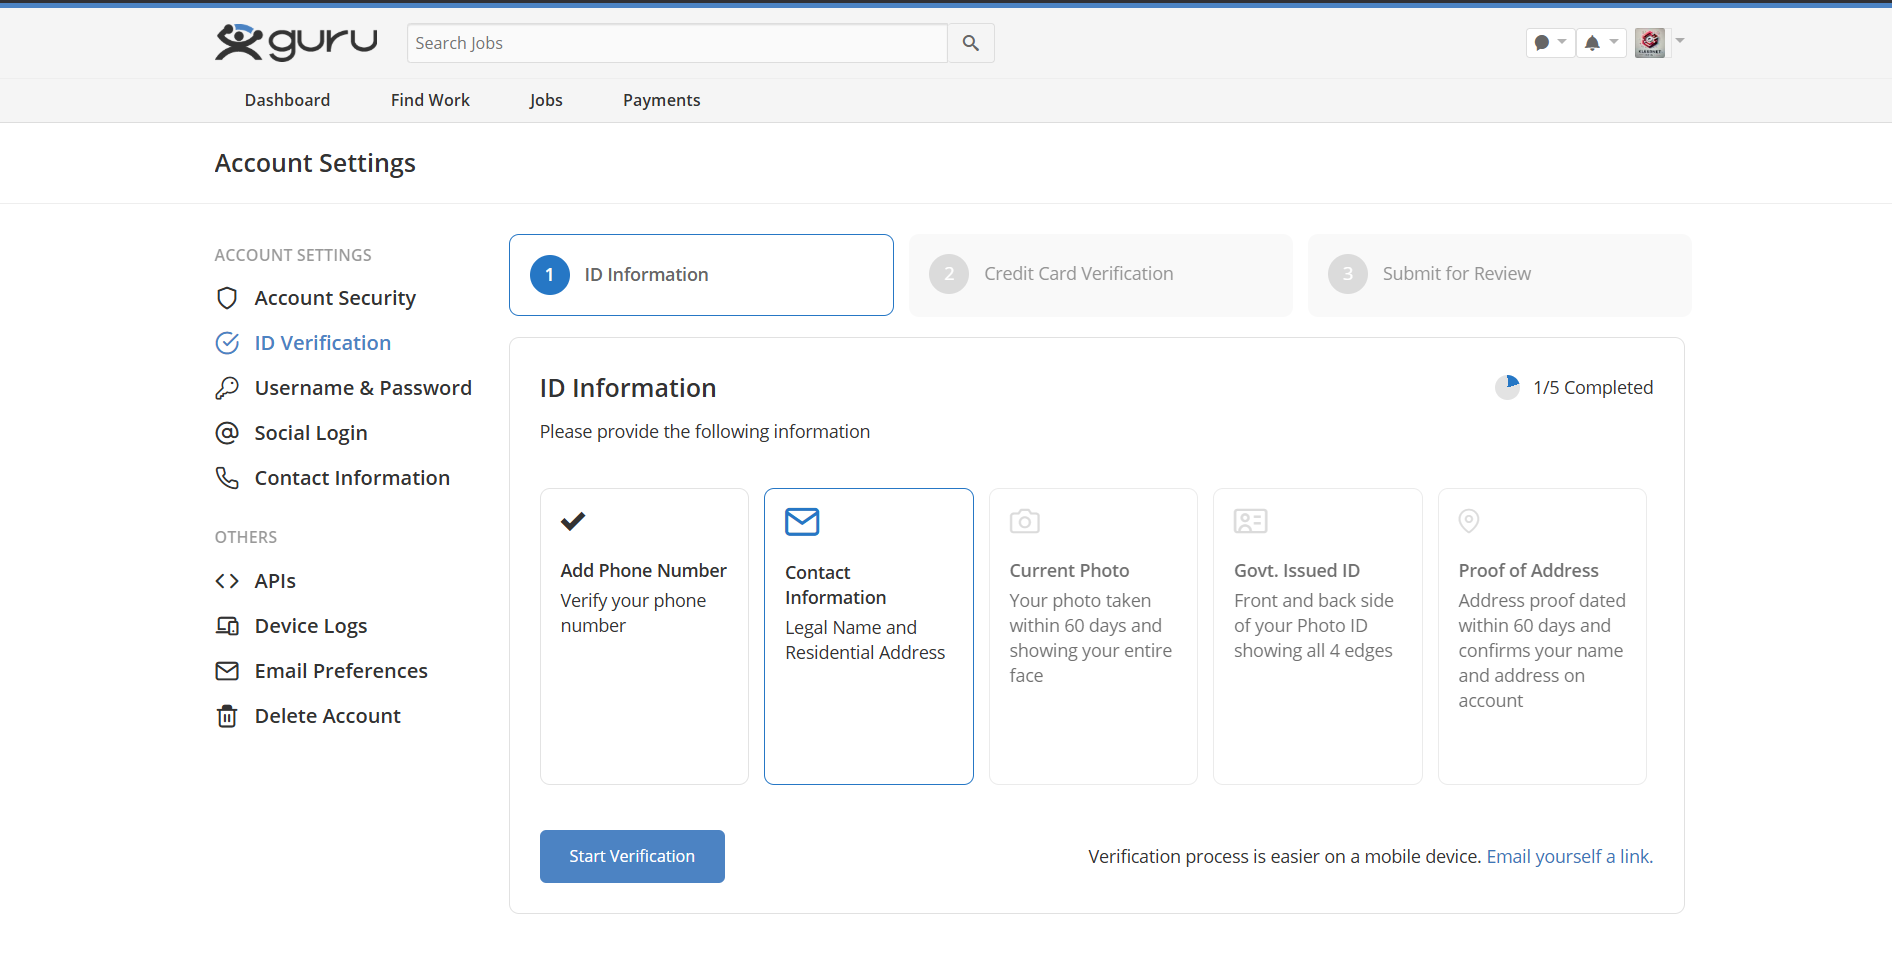 guru
Search Jobs
Dashboard
Find Work
Jobs
Payments
Account Settings
ACCOUNT SETTINGS
Account Security
ID Verification
Username & Password
Social Login
Contact Information
OTHERS
APIs
Device Logs
Email Preferences
Delete Account
1
ID Information
2
Credit Card Verification
3
Submit for Review
ID Information
1/5 Completed
Please provide the following information
Add Phone Number
Verify your phone
number
Contact
Information
Legal Name and
Residential Address
Current Photo
Your photo taken
within 60 days and
showing your entire
face
Govt. Issued ID
Front and back side
of your Photo ID
showing all 4 edges
Proof of Address
Address proof dated
within 60 days and
confirms your name
and address on
account
Start Verification
Verification process is easier on a mobile device. Email yourself a link.